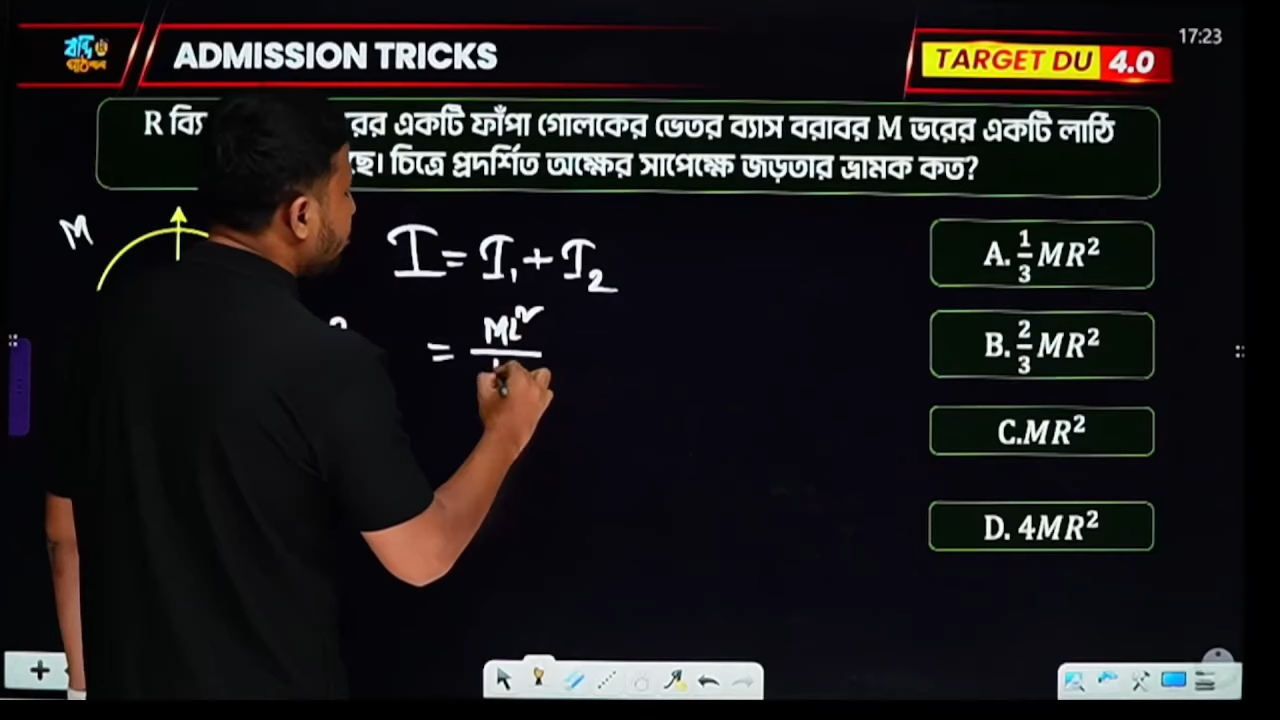 ADMISSION TRICKS
TARGET DU 4.0
17:23
R একটি ফাঁপা গোলকের ভেতর ব্যাস বরাবর M ভরের একটি লাঠি
চিত্রে প্রদর্শিত অক্ষের সাপেক্ষে জড়তার ভ্রামক কত?
M
I = I₁ + I₂
= ML²
A. 1/3 MR²
B. 2/3 MR²
C.MR²
D. 4MR²